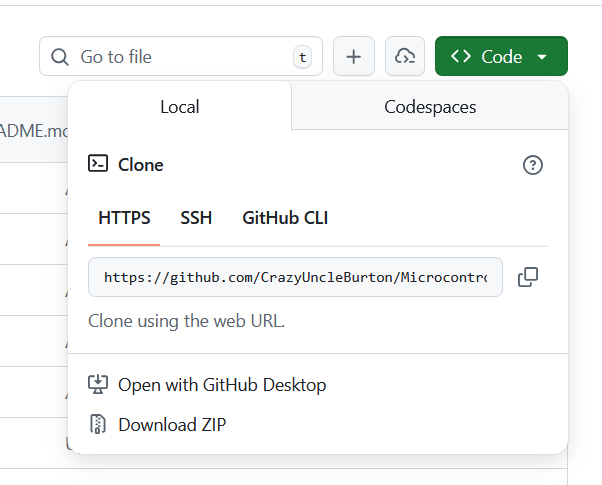 Go to file
t
Code
Local
Codespaces
ADME.md
Clone
HTTPS
SSH
GitHub CLI
https://github.com/CrazyUncleBurton/Microcontro
Clone using the web URL.
Open with GitHub Desktop
Download ZIP